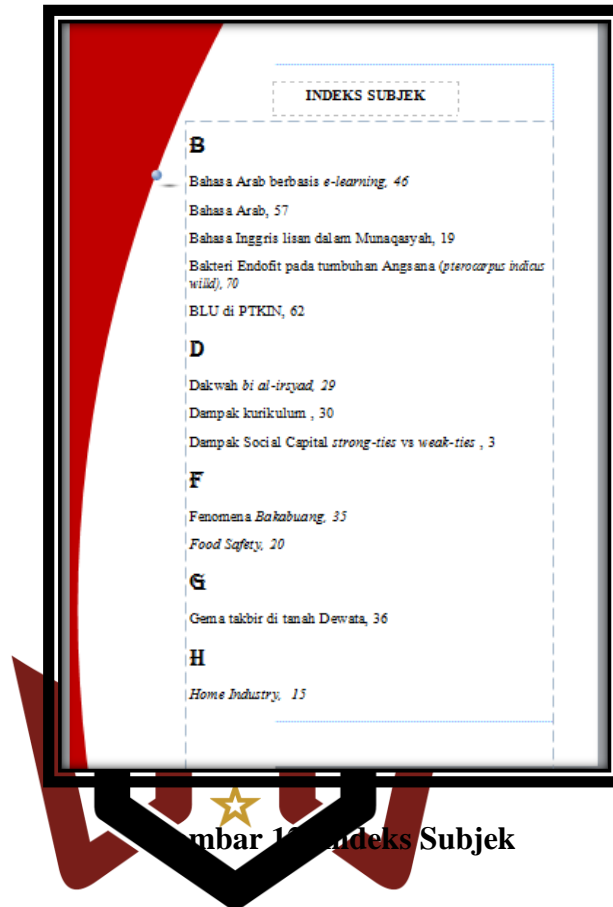 INDEKS SUBJEK
B
Bahasa Arab berbasis e-learning, 46
Bahasa Arab, 57
Bahasa Inggris lisan dalam Munaqasyah, 19
Bakteri Endofit pada tumbuhan Angsana (pterocarpus indicus
willd), 70
BLU di PTKIN, 62
D
Dakwah bi al-irsyad, 29
Dampak kurikulum , 30
Dampak Social Capital strong-ties vs weak-ties , 3
F
Fenomena Bakabuang, 35
Food Safety, 20
G
Gema takbir di tanah Dewata, 36
H
Home Industry, 15
Subjek